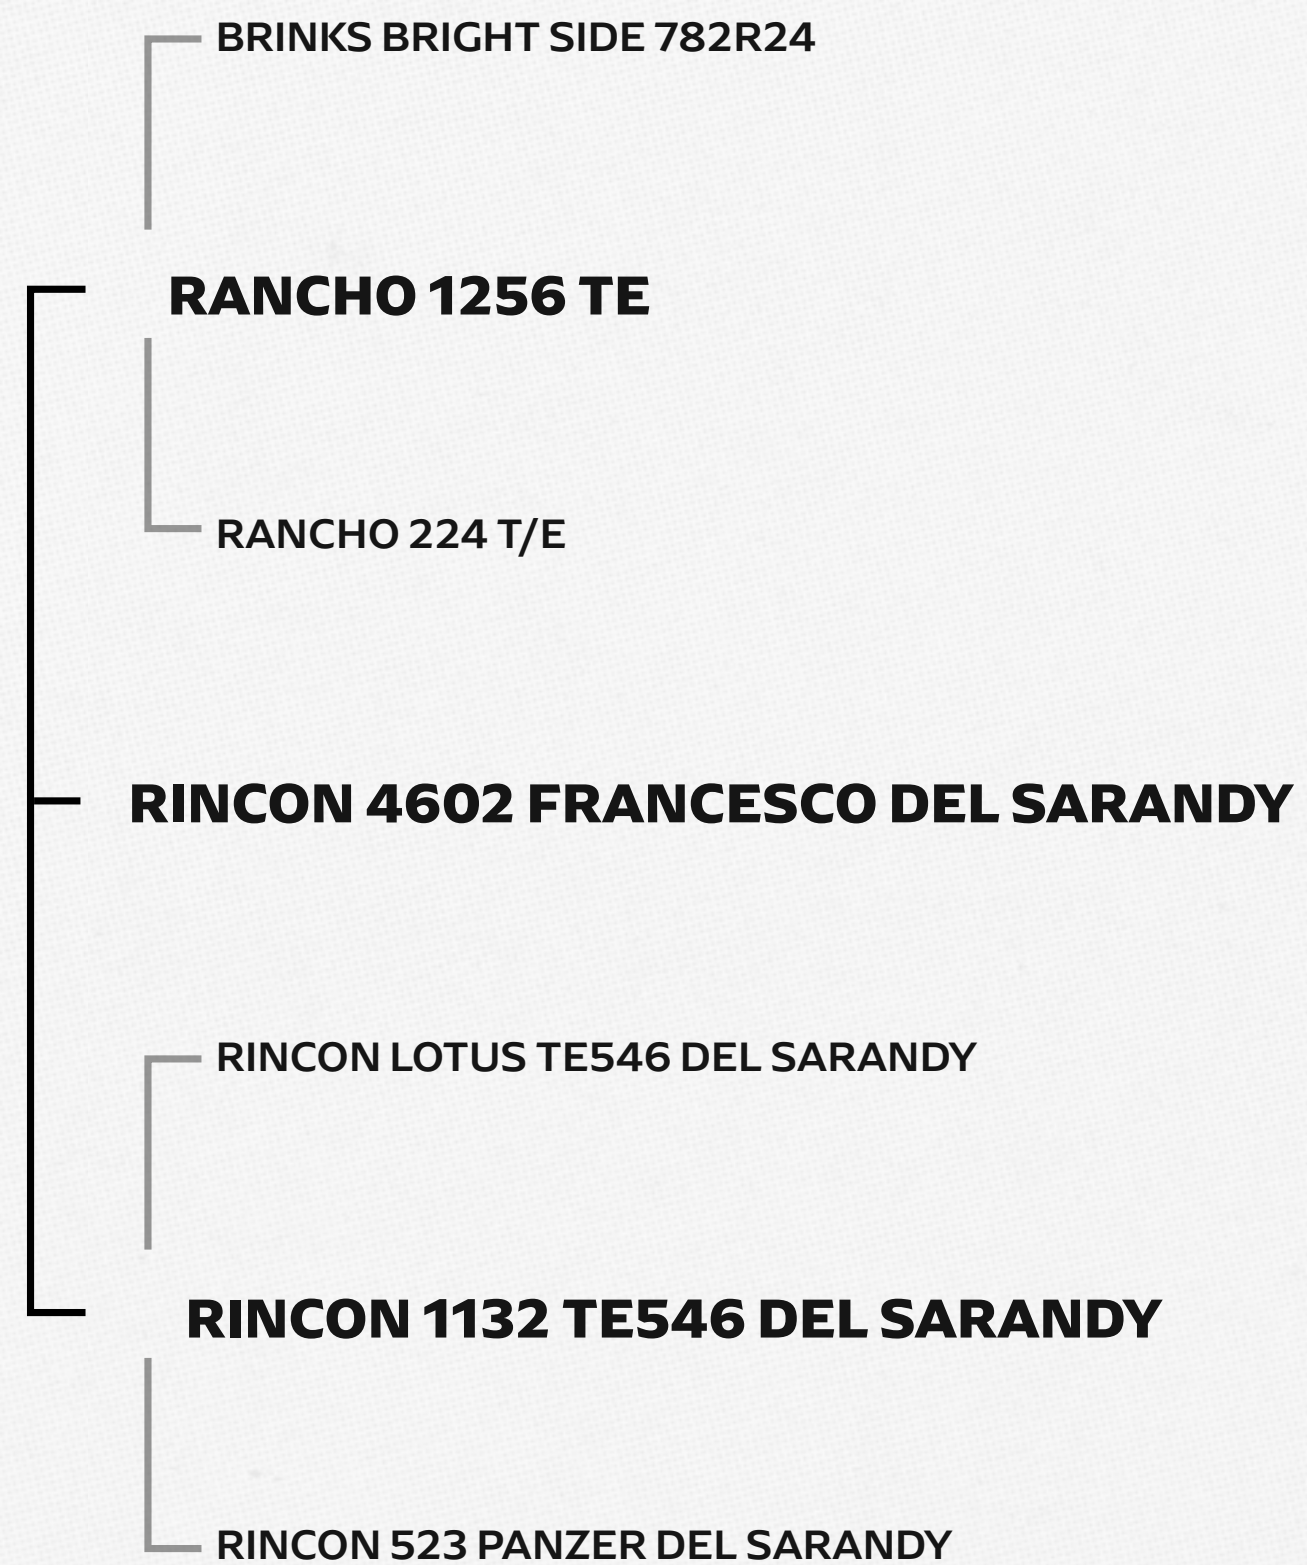 BRINKS BRIGHT SIDE 782R24
RANCHO 1256 TE
RANCHO 224 T/E
RINCON 4602 FRANCESCO DEL SARANDY
RINCON LOTUS TE546 DEL SARANDY
RINCON 1132 TE546 DEL SARANDY
RINCON 523 PANZER DEL SARANDY